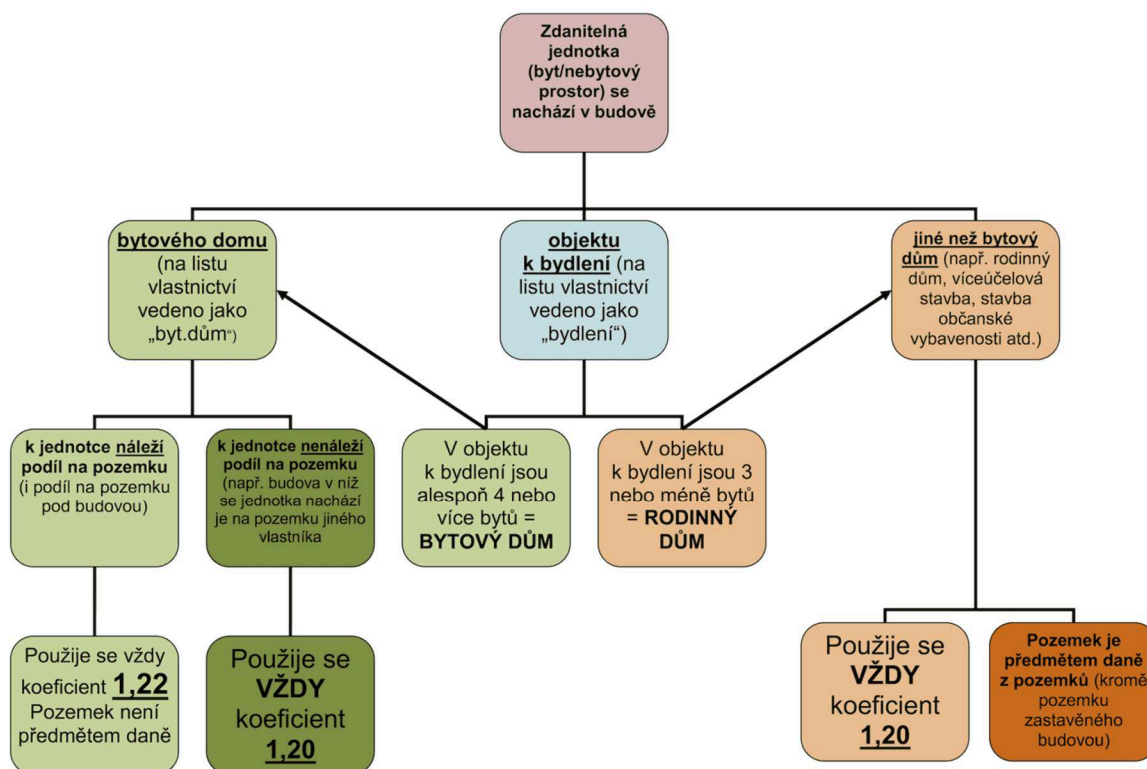 Zdanitelná
jednotka
(byt/nebytový
prostor) se
nachází v budově
bytového domu
(na listu
vlastnictví
vedeno jako
„byt.dům“)
objektu
k bydlení (na
listu vlastnictví
vedeno jako
„bydlení“)
jiné než bytový
dům (např. rodinný
dům, víceúčelová
stavba, stavba
občanské
vybavenosti atd.)
k jednotce náleží
podíl na pozemku
(i podíl na pozemku
pod budovou)
k jednotce nenáleží
podíl na pozemku
(např. budova v níž
se jednotka nachází
je na pozemku jiného
vlastníka
V objektu
k bydlení jsou
alespoň 4 nebo
více bytů =
BYTOVÝ DŮM
V objektu
k bydlení jsou 3
nebo méně bytů
= RODINNÝ
DŮM
Použije se vždy
koeficient 1,22
Pozemek není
předmětem daně
Použije se
VŽDY
koeficient
1,20
Použije se
VŽDY
koeficient
1,20
Pozemek je
předmětem daně
z pozemků (kromě
pozemku
zastavěného
budovou)